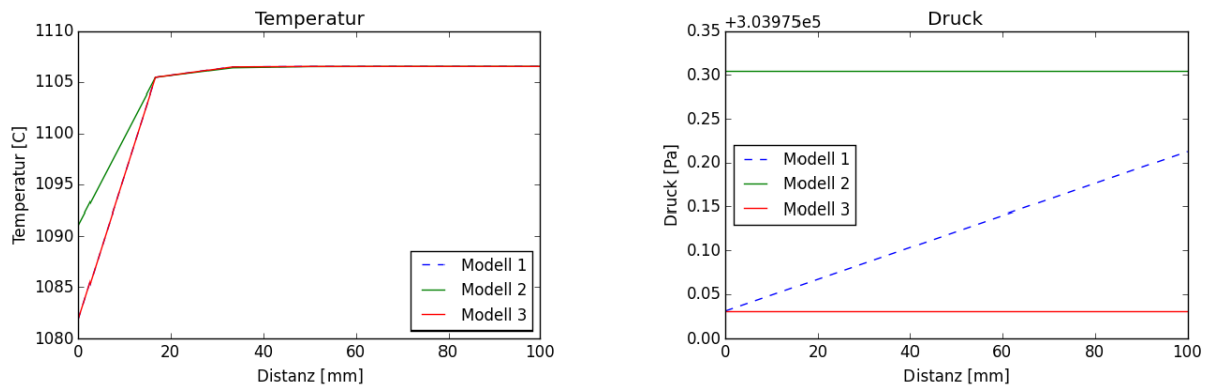 Temperatur
1110
1105
1100
1095
1090
1085
1080
Temperatur [C]
Modell 1
Modell 2
Modell 3
0 20 40 60 80 100
Distanz [mm]
Druck
+3.03975e5
0.35
0.30
0.25
0.20
0.15
0.10
0.05
0.00
Druck [Pa]
Modell 1
Modell 2
Modell 3
0 20 40 60 80 100
Distanz [mm]